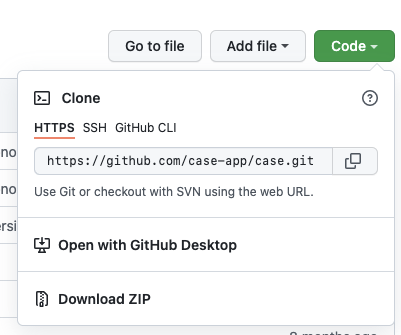 Go to file Add file Code
Clone
HTTPS SSH GitHub CLI
https://github.com/case-app/case.git
Use Git or checkout with SVN using the web URL.
Open with GitHub Desktop
Download ZIP